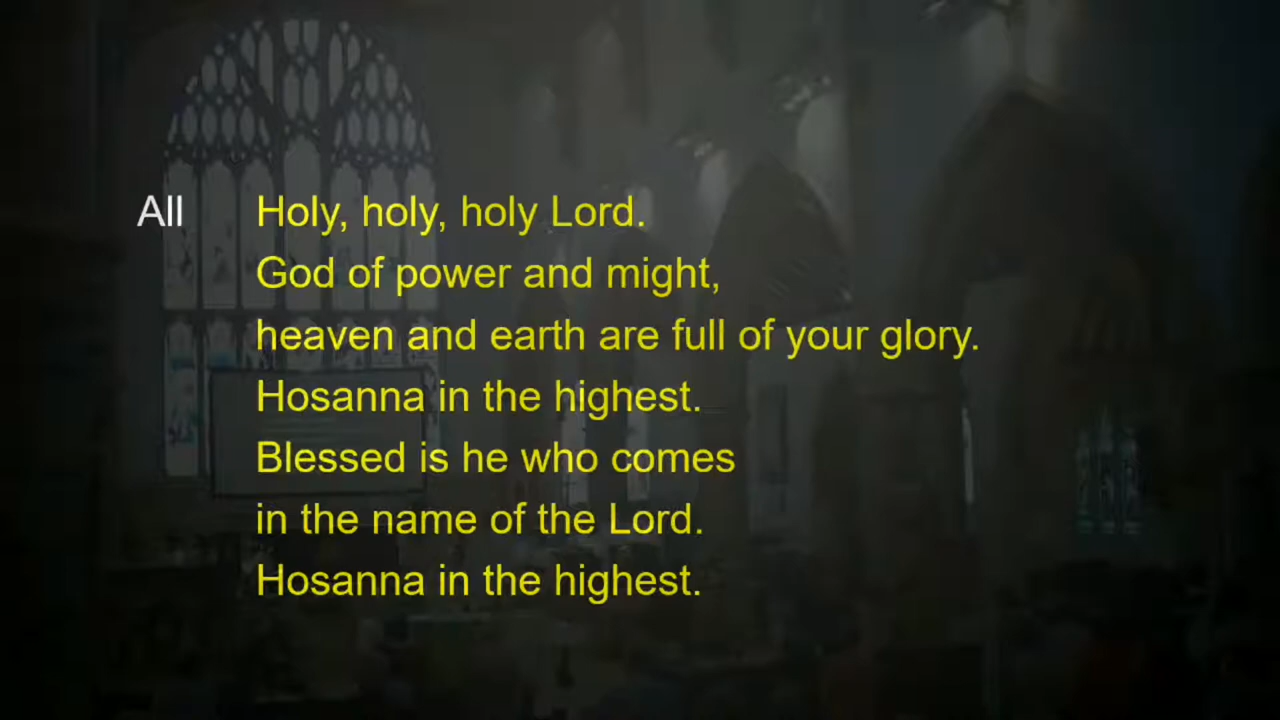 All Holy, holy, holy Lord.
God of power and might,
heaven and earth are full of your glory.
Hosanna in the highest.
Blessed is he who comes
in the name of the Lord.
Hosanna in the highest.